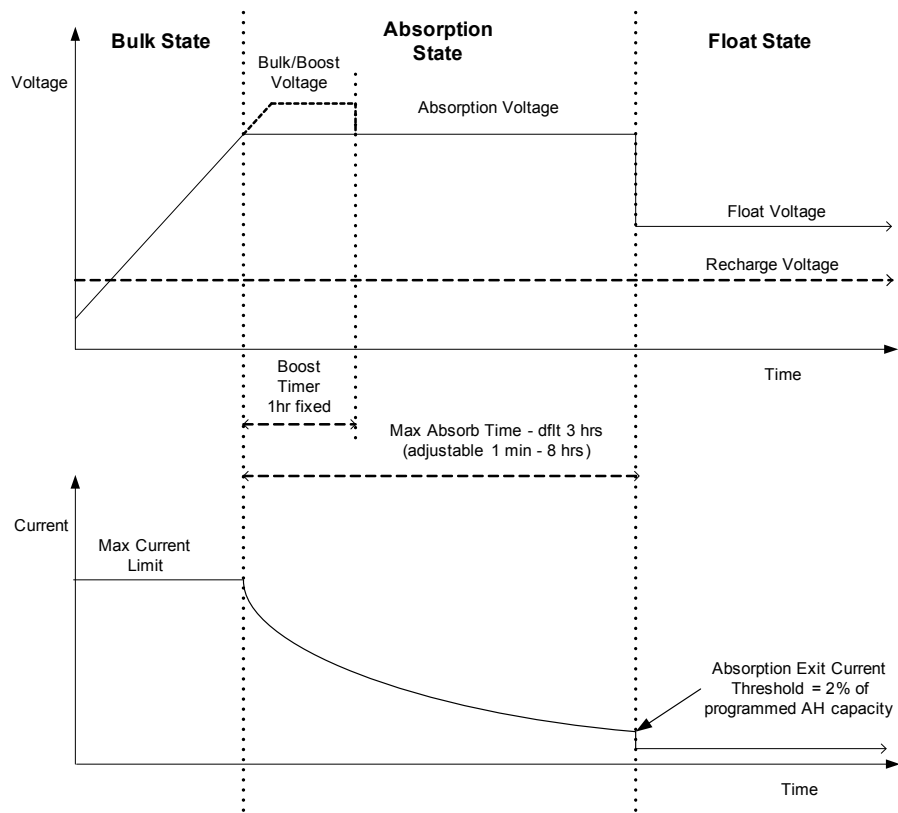 Bulk State
Absorption
State
Float State
Voltage
Bulk/Boost
Voltage
Absorption Voltage
Float Voltage
Recharge Voltage
Time
Boost
Timer
1hr fixed
Max Absorb Time - dflt 3 hrs
(adjustable 1 min - 8 hrs)
Current
Max Current
Limit
Absorption Exit Current
Threshold = 2% of
programmed AH capacity
Time